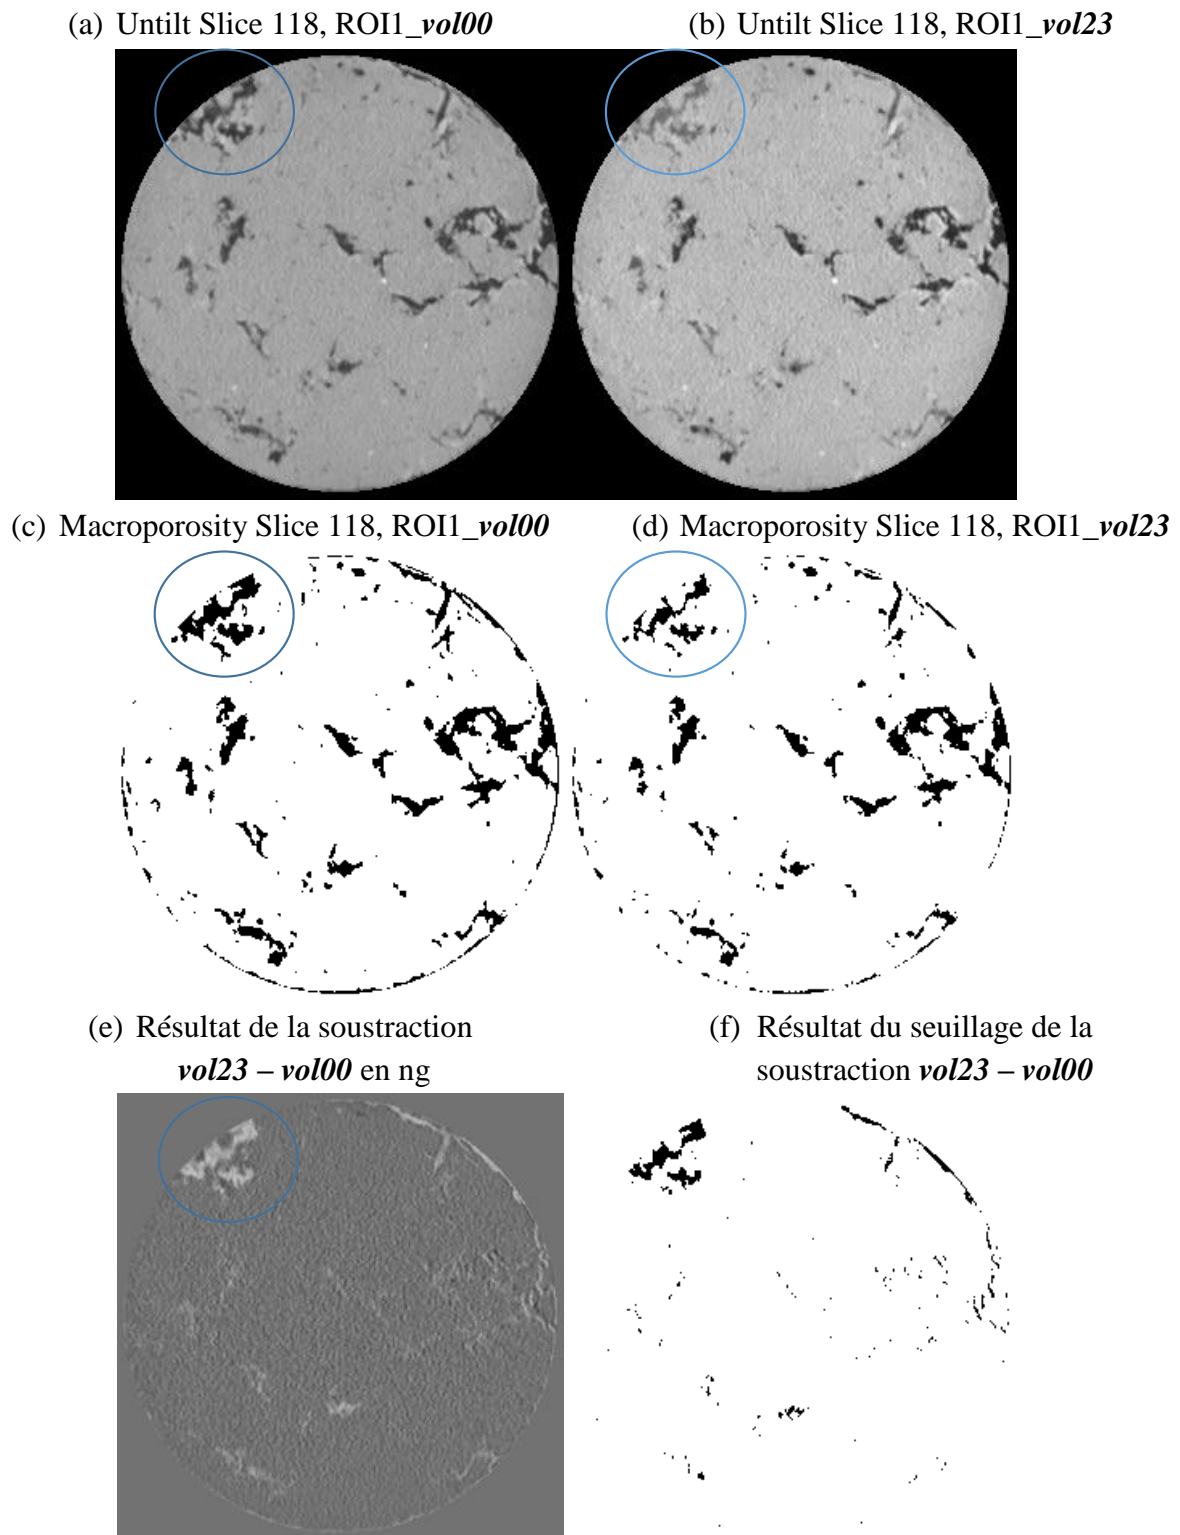 (a) Untilt Slice 118, ROI1_vol00
(b) Untilt Slice 118, ROI1_vol23
(c) Macroporosity Slice 118, ROI1_vol00
(d) Macroporosity Slice 118, ROI1_vol23
(e) Résultat de la soustraction
vol23 – vol00 en ng
(f) Résultat du seuillage de la
soustraction vol23 – vol00